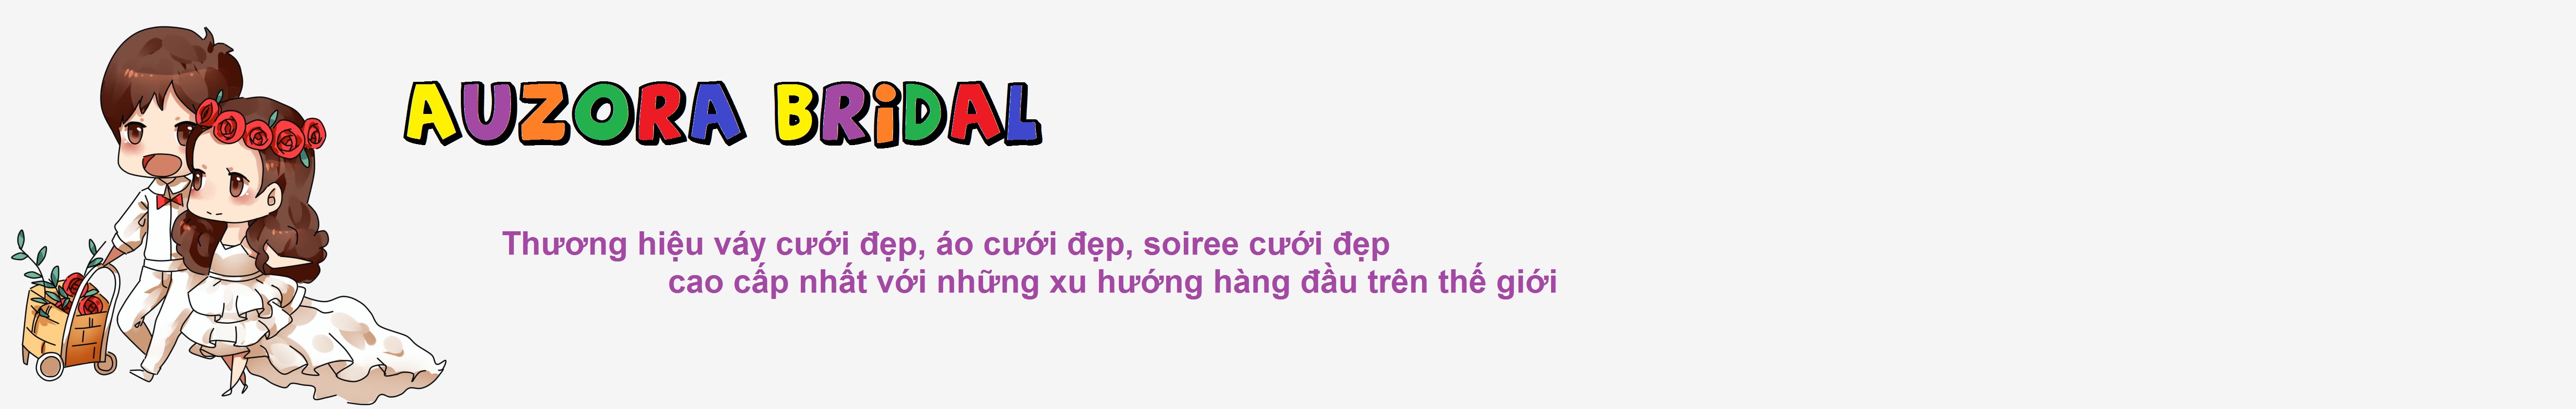 AUZORA BRiDAL
Thương hiệu váy cưới đẹp, áo cưới đẹp, soiree cưới đẹp
cao cấp nhất với những xu hướng hàng đầu trên thế giới